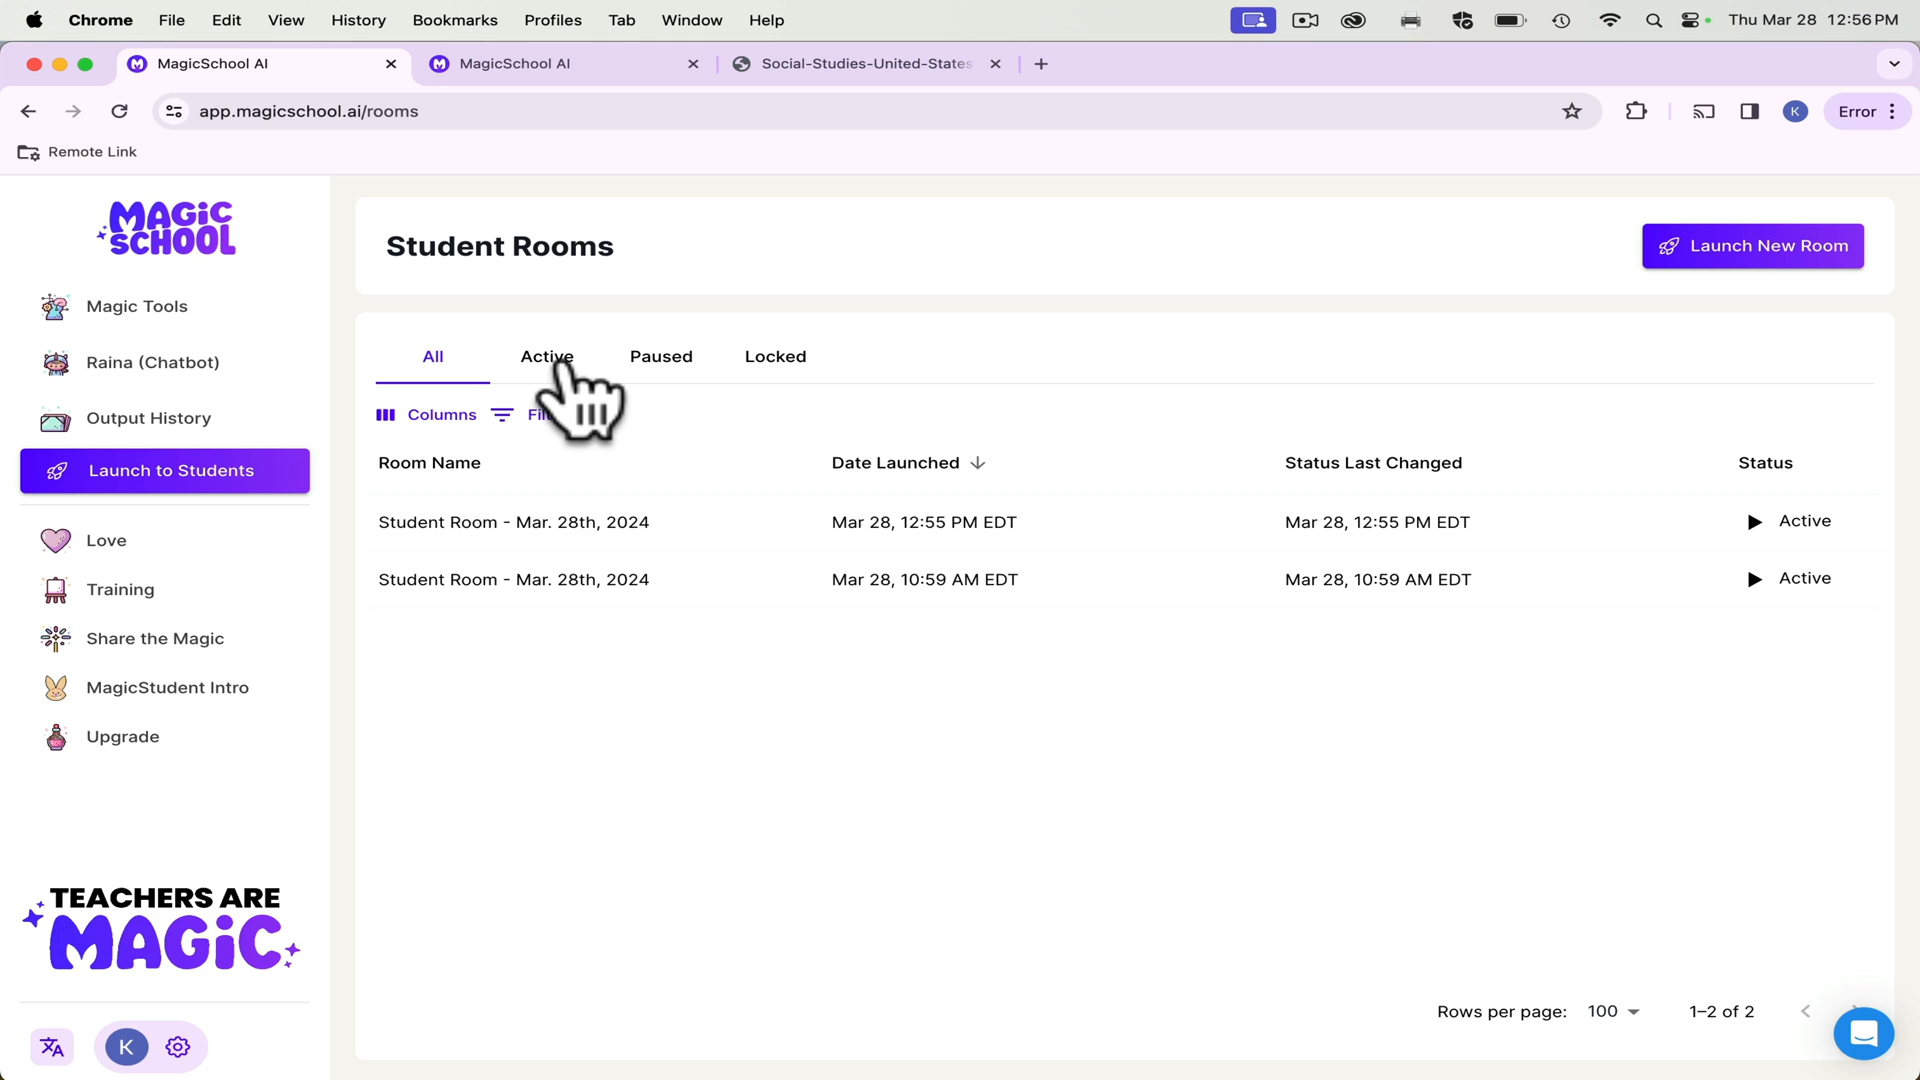 Chrome File Edit View History Bookmarks Profiles Tab Window Help Thu Mar 28 12:56 PM
MagicSchool AI MagicSchool AI Social-Studies-United-States
app.magicschool.ai/rooms K Error
Remote Link
MAGIC
SCHOOL
Magic Tools
Raina (Chatbot)
Output History
Launch to Students
Love
Training
Share the Magic
MagicStudent Intro
Upgrade
TEACHERS ARE
MAGIC
K
Student Rooms
Launch New Room
All Active Paused Locked
Columns
Room Name Date Launched Status Last Changed Status
Student Room - Mar. 28th, 2024 Mar 28, 12:55 PM EDT Mar 28, 12:55 PM EDT Active
Student Room - Mar. 28th, 2024 Mar 28, 10:59 AM EDT Mar 28, 10:59 AM EDT Active
Rows per page: 100 1–2 of 2